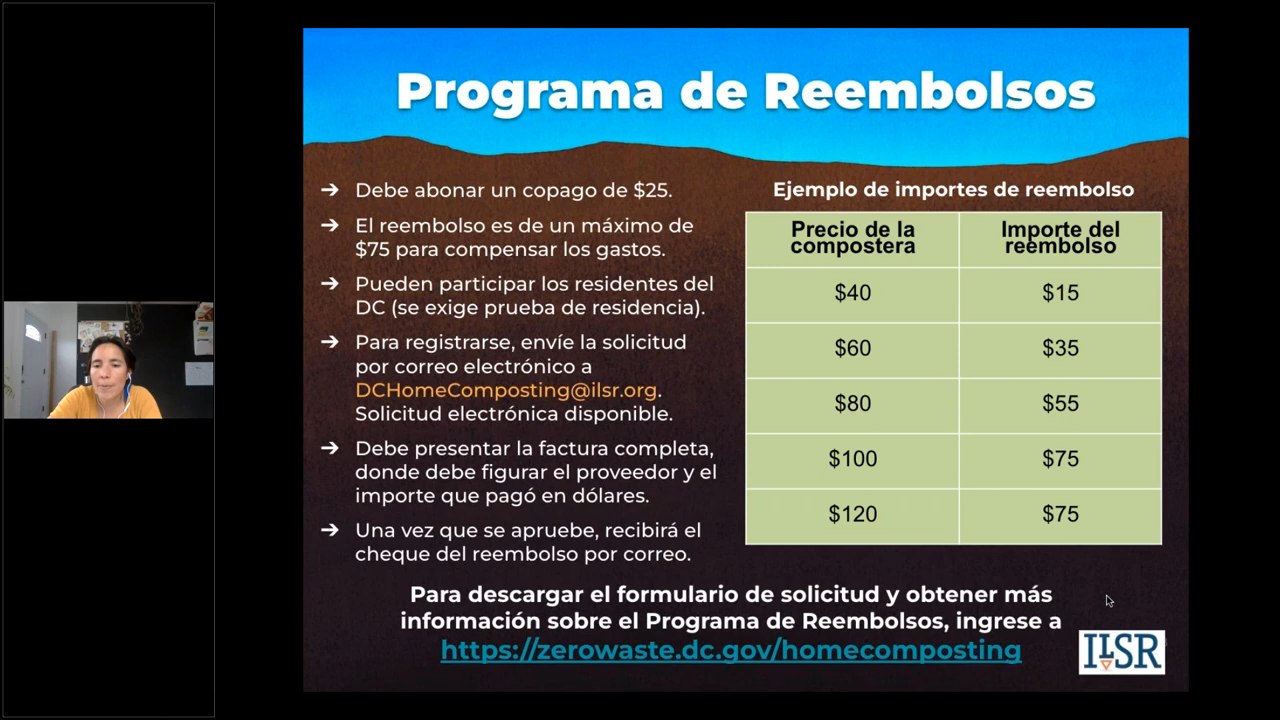 Programa de Reembolsos
➔ Debe abonar un copago de $25.
➔ El reembolso es de un máximo de
$75 para compensar los gastos.
➔ Pueden participar los residentes del
DC (se exige prueba de residencia).
➔ Para registrarse, envíe la solicitud
por correo electrónico a
DCHomeComposting@ilsr.org.
Solicitud electrónica disponible.
➔ Debe presentar la factura completa,
donde debe figurar el proveedor y el
importe que pagó en dólares.
➔ Una vez que se apruebe, recibirá el
cheque del reembolso por correo.
Ejemplo de importes de reembolso
Precio de la compostera Importe del reembolso
$40 $15
$60 $35
$80 $55
$100 $75
$120 $75
Para descargar el formulario de solicitud y obtener más
información sobre el Programa de Reembolsos, ingrese a
https://zerowaste.dc.gov/homecomposting
ILSR